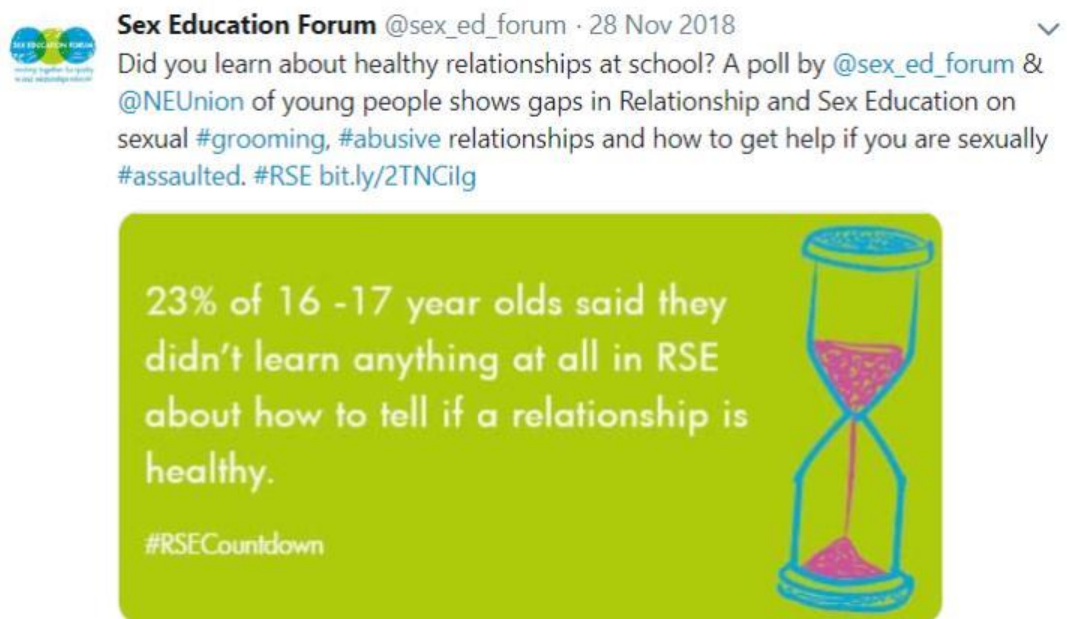 Sex Education Forum @sex_ed_forum · 28 Nov 2018
Did you learn about healthy relationships at school? A poll by @sex_ed_forum &
@NEUnion of young people shows gaps in Relationship and Sex Education on
sexual #grooming, #abusive relationships and how to get help if you are sexually
#assaulted. #RSE bit.ly/2TNCiIg
SEX EDUCATION FORUM
23% of 16 -17 year olds said they
didn't learn anything at all in RSE
about how to tell if a relationship is
healthy.
#RSECountdown